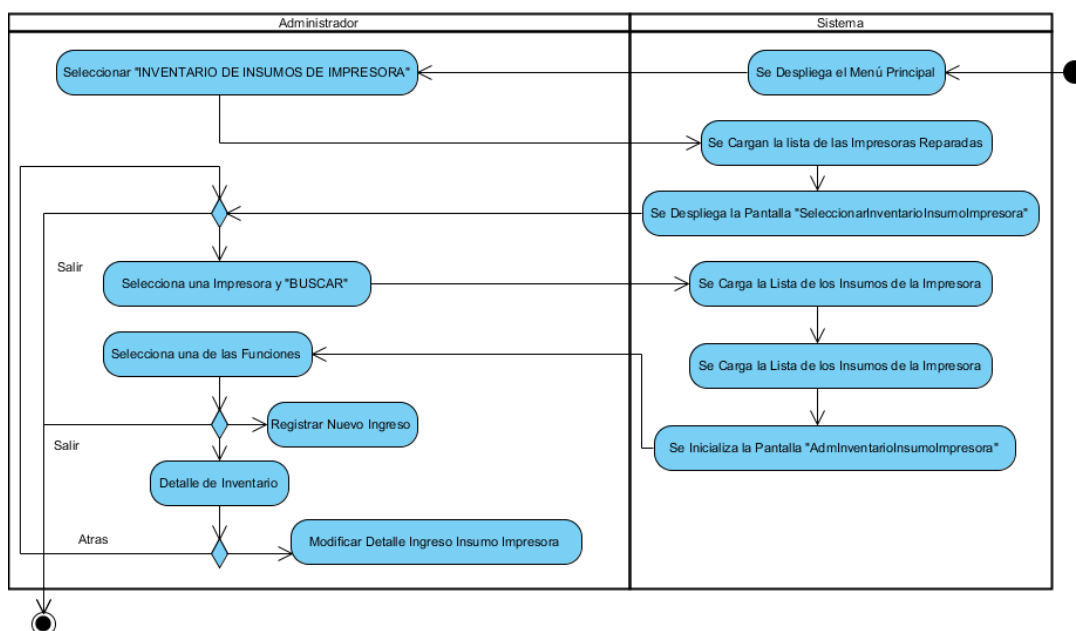 Administrador
Sistema
Seleccionar "INVENTARIO DE INSUMOS DE IMPRESORA"
Se Despliega el Menú Principal
Se Cargan la lista de las Impresoras Reparadas
Se Despliega la Pantalla "SeleccionarInventarioInsumoImpresora"
Salir
Selecciona una Impresora y "BUSCAR"
Se Carga la Lista de los Insumos de la Impresora
Selecciona una de las Funciones
Se Carga la Lista de los Insumos de la Impresora
Registrar Nuevo Ingreso
Salir
Se Inicializa la Pantalla "AdmInventarioInsumoImpresora"
Detalle de Inventario
Atras
Modificar Detalle Ingreso Insumo Impresora